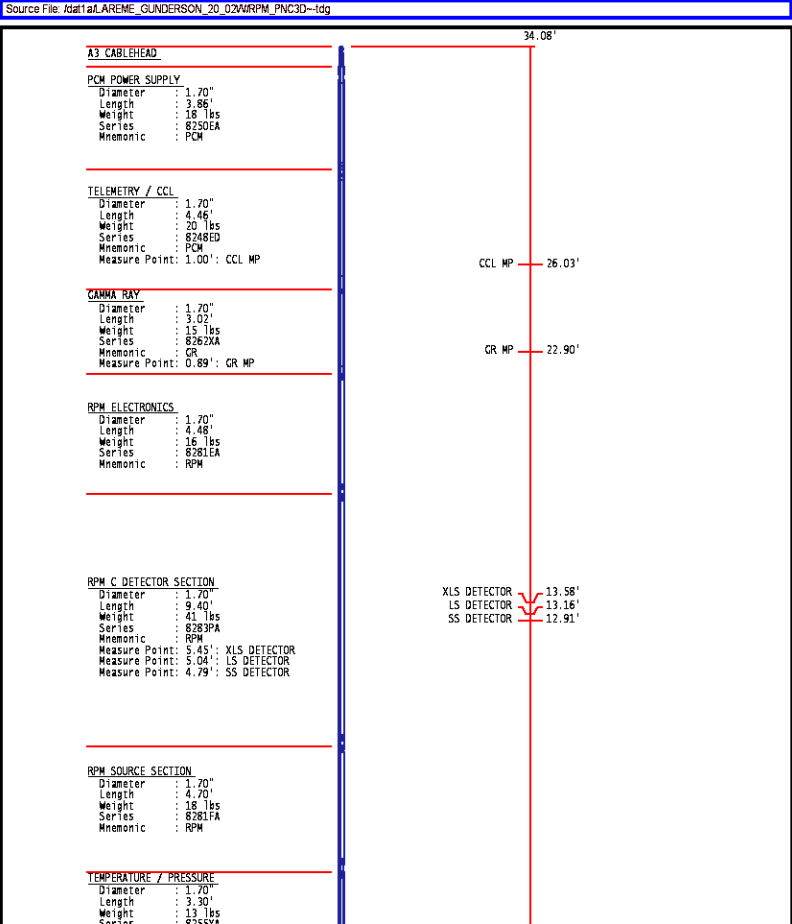 Source File: /dat1a/LAREME_GUNDERSON_20_02W/RPM_PNC3D~-tdg
34.08'
A3 CABLEHEAD
PCM POWER SUPPLY
Diameter : 1.70"
Length : 3.86'
Weight : 18 lbs
Series : 8250EA
Mnemonic : PCM
TELEMETRY / CCL
Diameter : 1.70"
Length : 4.46'
Weight : 20 lbs
Series : 8248ED
Mnemonic : PCM
Measure Point: 1.00': CCL MP
CCL MP 26.03'
GAMMA RAY
Diameter : 1.70"
Length : 3.02'
Weight : 15 lbs
Series : 8262XA
Mnemonic : GR
Measure Point: 0.89': GR MP
GR MP 22.90'
RPM ELECTRONICS
Diameter : 1.70"
Length : 4.48'
Weight : 16 lbs
Series : 8281EA
Mnemonic : RPM
RPM C DETECTOR SECTION
Diameter : 1.70"
Length : 9.40'
Weight : 41 lbs
Series : 8283PA
Mnemonic : RPM
Measure Point: 5.45': XLS DETECTOR
Measure Point: 5.04': LS DETECTOR
Measure Point: 4.79': SS DETECTOR
XLS DETECTOR 13.58'
LS DETECTOR 13.16'
SS DETECTOR 12.91'
RPM SOURCE SECTION
Diameter : 1.70"
Length : 4.70'
Weight : 18 lbs
Series : 8281FA
Mnemonic : RPM
TEMPERATURE / PRESSURE
Diameter : 1.70"
Length : 3.30'
Weight : 13 lbs
Series : 8255YA